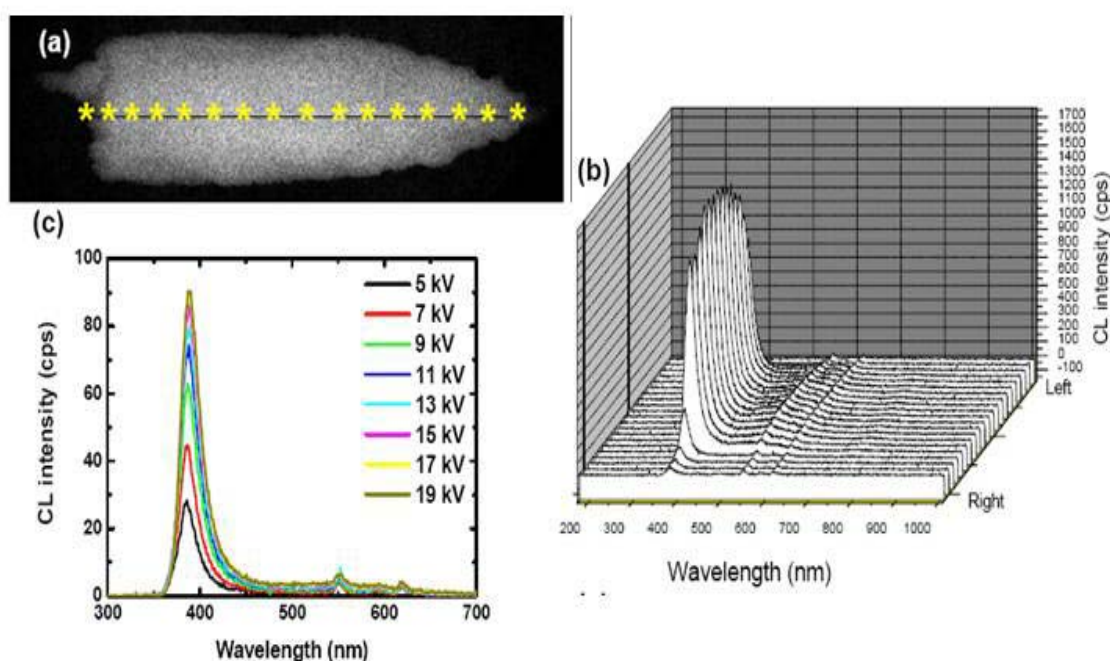 (a)
(b)
1700
1600
1500
1400
1300
1200
1100
1000
900
800
700
600
500
400
300
200
100
0
-100
CL intensity (cps)
Left
Right
200 300 400 500 600 700 800 900 1000
Wavelength (nm)
(c)
100
80
60
40
20
0
CL intensity (cps)
5 kV
7 kV
9 kV
11 kV
13 kV
15 kV
17 kV
19 kV
300 400 500 600 700
Wavelength (nm)